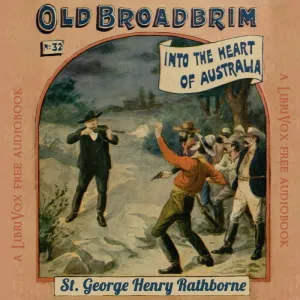 OLD BROADBRIM
No. 32
INTO THE HEART
OF AUSTRALIA
A LIBRIVOX FREE AUDIOBOOK
A LIBRIVOX FREE AUDIOBOOK
St. George Henry Rathborne